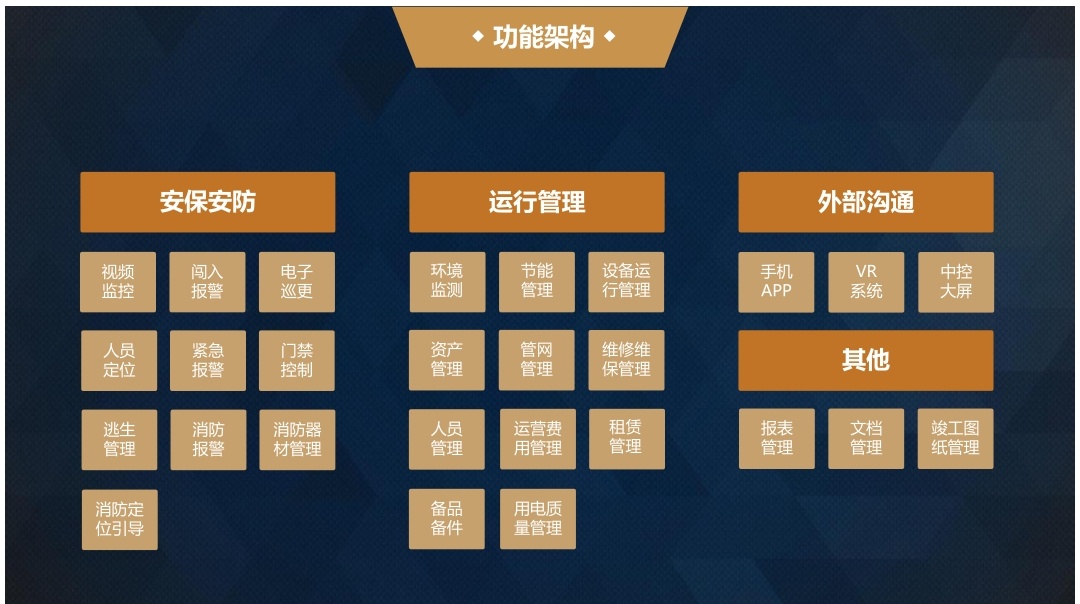 功能架构
安保安防
视频
监控
闯入
报警
电子
巡更
人员
定位
紧急
报警
门禁
控制
逃生
管理
消防
报警
消防器
材管理
消防定
位引导
运行管理
环境
监测
节能
管理
设备运
行管理
资产
管理
管网
管理
维修维
保管理
人员
管理
运营费
用管理
租赁
管理
备品
备件
用电质
量管理
外部沟通
手机
APP
VR
系统
中控
大屏
其他
报表
管理
文档
管理
竣工图
纸管理